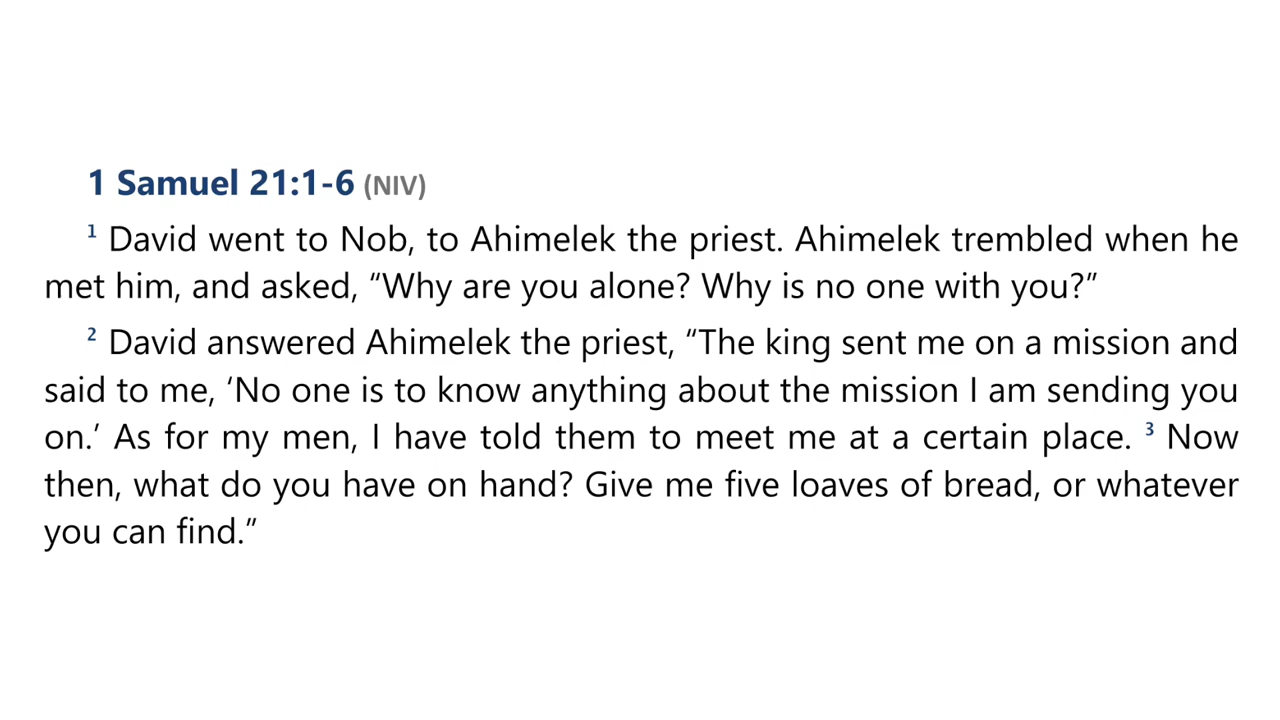 1 Samuel 21:1-6 (NIV)
1 David went to Nob, to Ahimelek the priest. Ahimelek trembled when he
met him, and asked, “Why are you alone? Why is no one with you?”
2 David answered Ahimelek the priest, “The king sent me on a mission and
said to me, ‘No one is to know anything about the mission I am sending you
on.’ As for my men, I have told them to meet me at a certain place. 3 Now
then, what do you have on hand? Give me five loaves of bread, or whatever
you can find.”